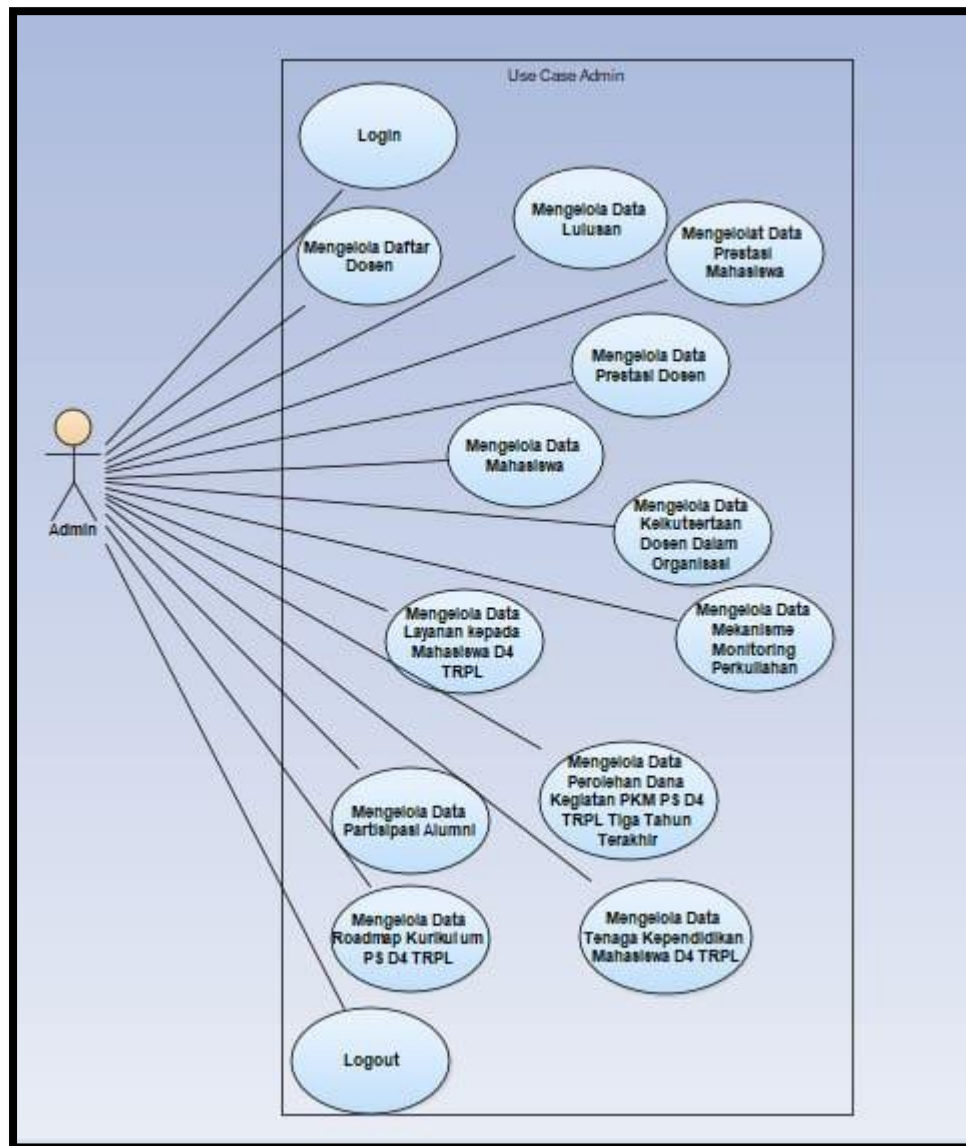 Use Case Admin
Login
Mengelola Data
Lulusan
Mengelolat Data
Prestasi
Mahasiswa
Mengelola Daftar
Dosen
Mengelola Data
Prestasi Dosen
Mengelola Data
Mahasiswa
Admin
Mengelola Data
Keikutsertaan
Dosen Dalam
Organisasi
Mengelola Data
Layanan kepada
Mahasiswa D4
TRPL
Mengelola Data
Mekanisme
Monitoring
Perkuliahan
Mengelola Data
Perolehan Dana
Kegiatan PKM PS D4
TRPL Tiga Tahun
Terakhir
Mengelola Data
Partisipasi Alumni
Mengelola Data
Roadmap Kurikulum
PS D4 TRPL
Mengelola Data
Tenaga Kependidikan
Mahasiswa D4 TRPL
Logout